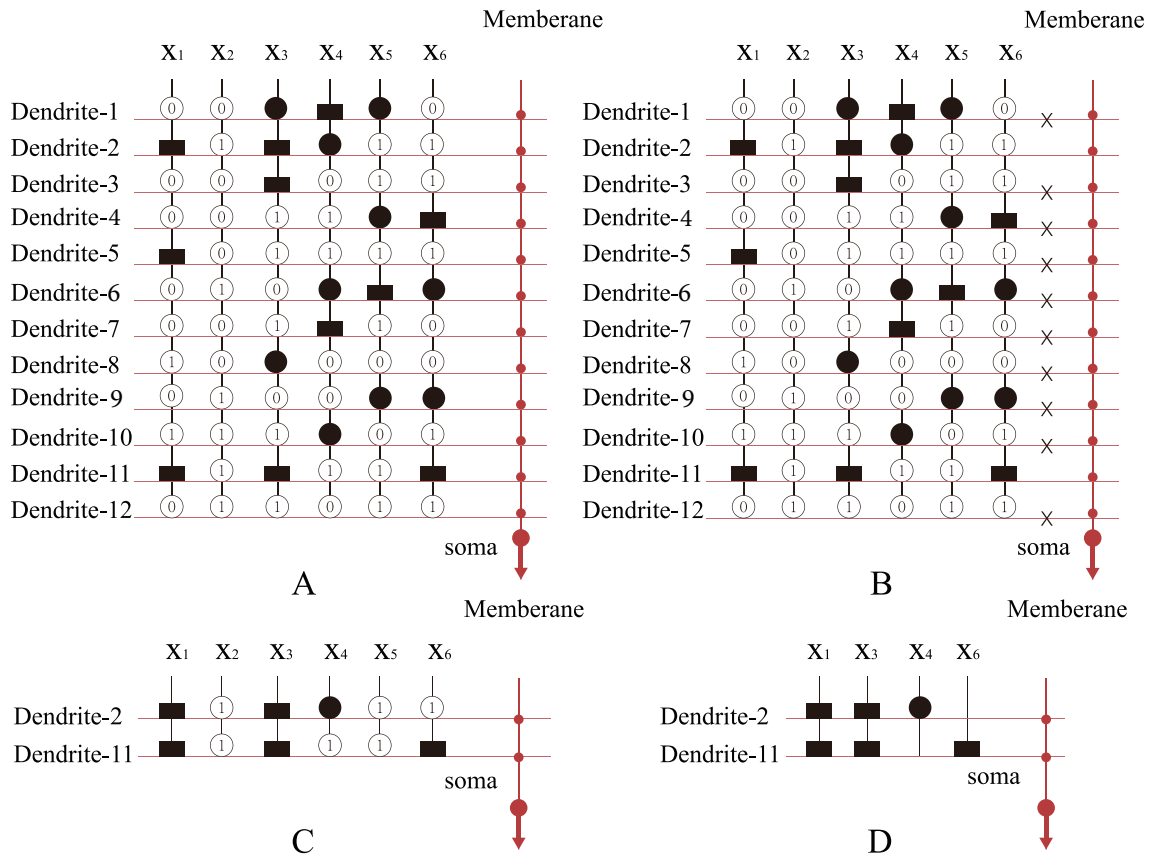 Memberane
X1 X2 X3 X4 X5 X6
Dendrite-1 0 0 0
Dendrite-2 1 1 1
Dendrite-3 0 0 0 1 1
Dendrite-4 0 0 1 1
Dendrite-5 0 1 1 1 1
Dendrite-6 0 1 0
Dendrite-7 0 0 1 1 0
Dendrite-8 1 0 0 0 0
Dendrite-9 0 1 0 0
Dendrite-10 1 1 1 0 1
Dendrite-11 1 1 1
Dendrite-12 0 1 1 0 1 1
soma
A
Memberane
X1 X2 X3 X4 X5 X6
Dendrite-1 0 0 0 X
Dendrite-2 1 1 1
Dendrite-3 0 0 0 1 1 X
Dendrite-4 0 0 1 1 X
Dendrite-5 0 1 1 1 1 X
Dendrite-6 0 1 0 X
Dendrite-7 0 0 1 1 0 X
Dendrite-8 1 0 0 0 0 X
Dendrite-9 0 1 0 0 X
Dendrite-10 1 1 1 0 1 X
Dendrite-11 1 1 1
Dendrite-12 0 1 1 0 1 1 X
soma
B
Memberane
X1 X2 X3 X4 X5 X6
Dendrite-2 1 1 1
Dendrite-11 1 1 1
soma
C
Memberane
X1 X3 X4 X6
Dendrite-2
Dendrite-11
soma
D